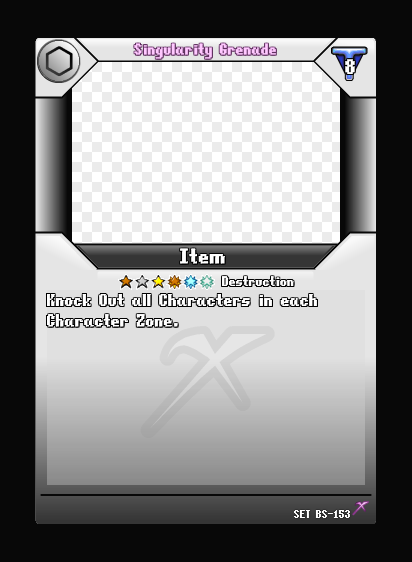 Singularity Grenade
8
Item
Destruction
Knock Out all Characters in each
Character Zone.
SET BS-153